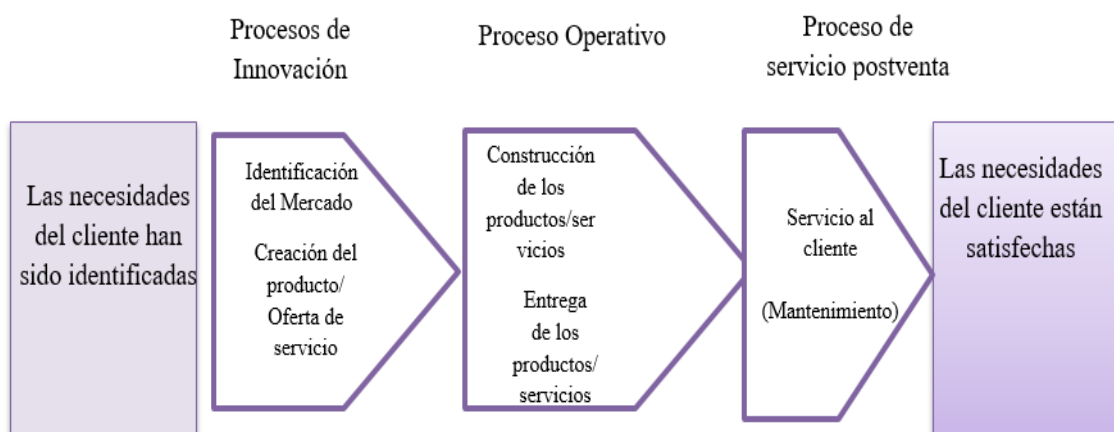 Procesos de
Innovación
Proceso Operativo
Proceso de
servicio postventa
Las necesidades
del cliente han
sido identificadas
Identificación
del Mercado
Creación del
producto/
Oferta de
servicio
Construcción
de los
productos/ser
vicios
Entrega
de los
productos/
servicios
Servicio al
cliente
(Mantenimiento)
Las necesidades
del cliente están
satisfechas